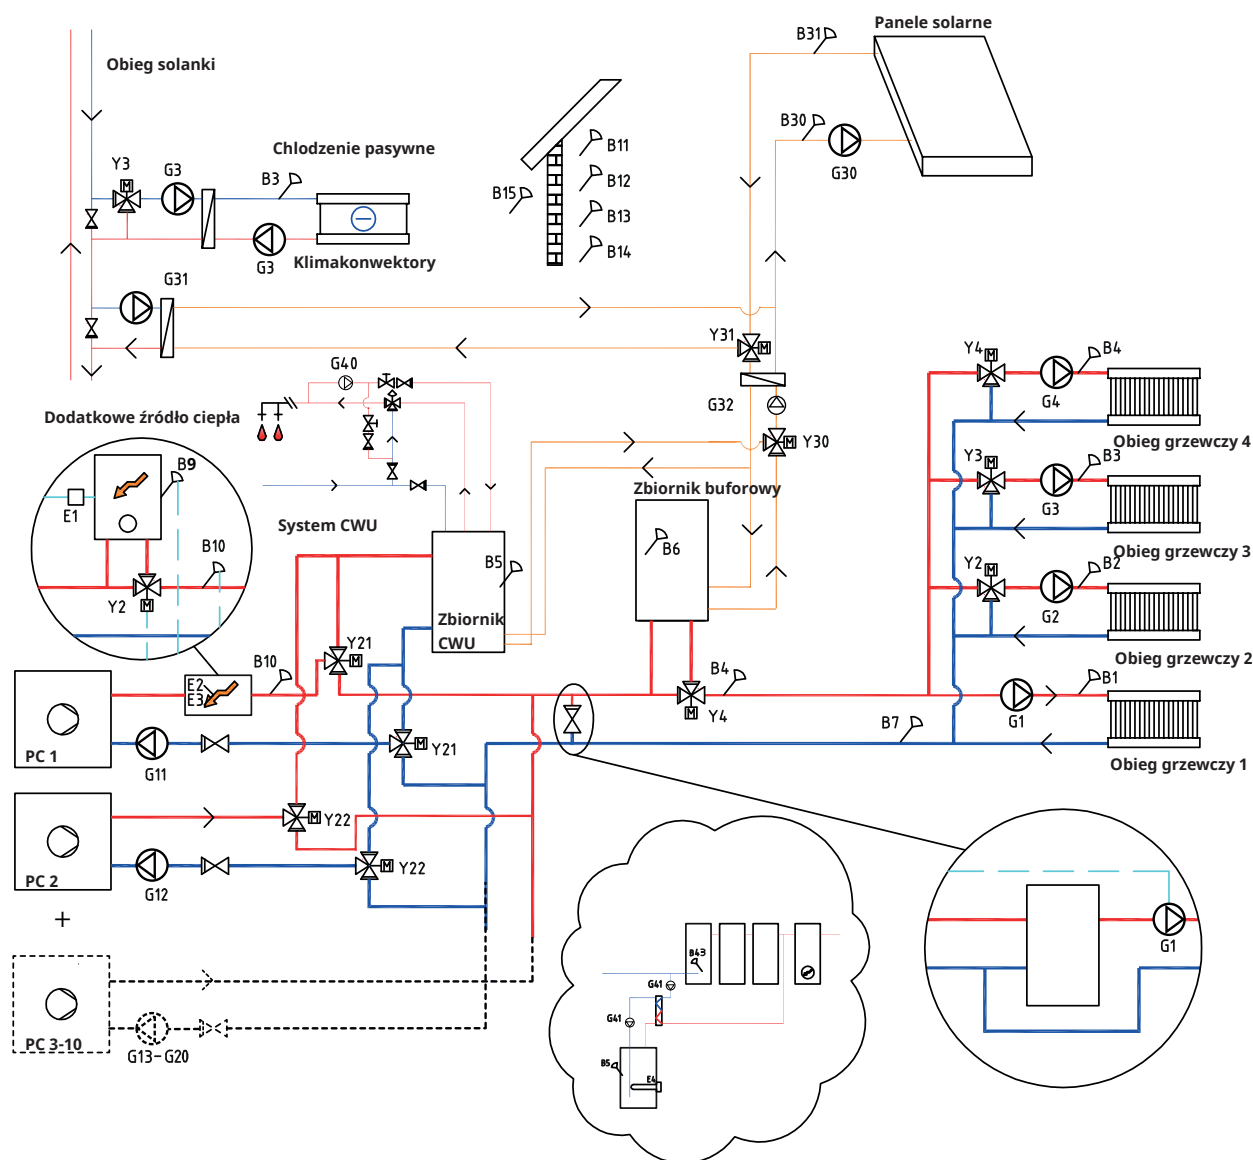 Panele solarne
B31
Obieg solanki
B30
G30
Chlodzenie pasywne
B11
Y3
G3
B3
B12
B15
B13
M
B14
G3
Klimakonwektory
G31
Y31
M
Y4
B4
M
G40
G32
G4
Dodatkowe źródło ciepła
Y30
M
Obieg grzewczy 4
Y3
B3
M
B9
Zbiornik buforowy
G3
E1
System CWU
B6
Obieg grzewczy 3
B10
B5
Y2
B2
M
Y2
M
Zbiornik
CWU
G2
Y21
M
Obieg grzewczy 2
B10
E2
E3
B4
B1
Y4
M
G1
B7
PC 1
G11
Y21
M
Obieg grzewczy 1
Y22
M
PC 2
G12
Y22
M
+
B43
G1
G41
G41
PC 3-10
G13-G20
B5
E4